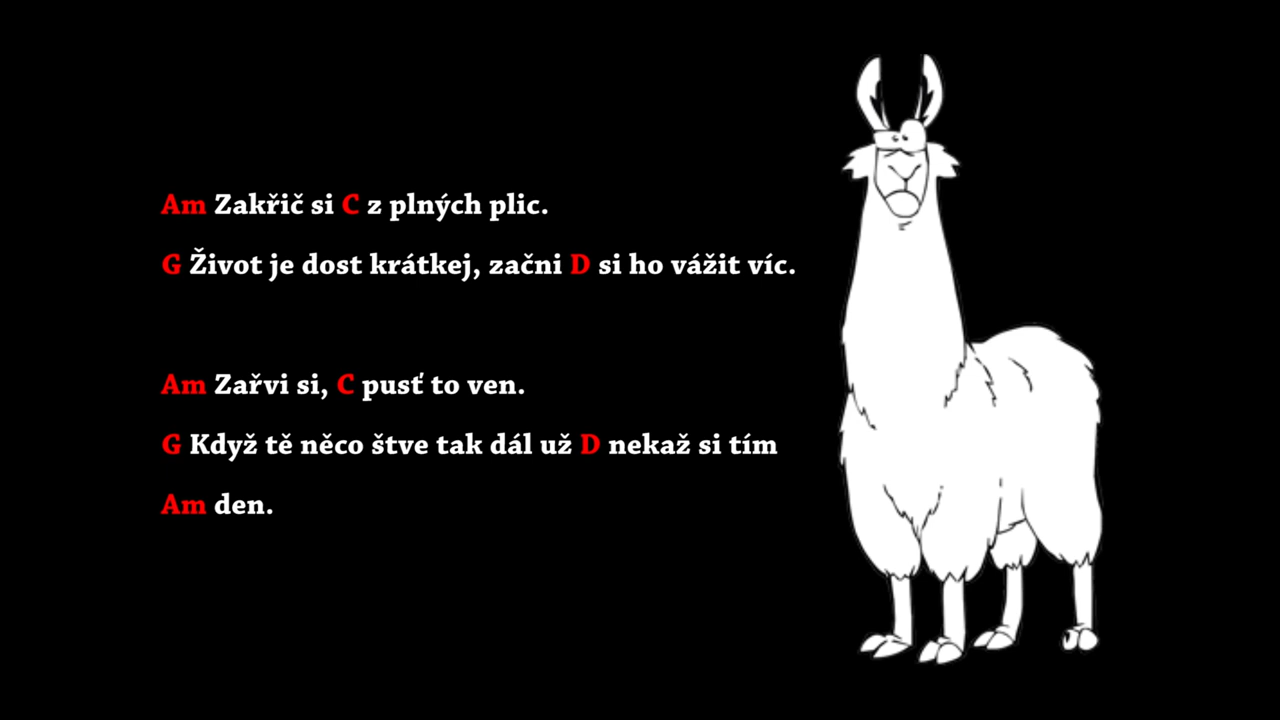 Am Zakřič si C z plných plic.
G Život je dost krátkej, začni D si ho vážit víc.
Am Zařvi si, C pusť to ven.
G Když tě něco štve tak dál už D nekaž si tím
Am den.